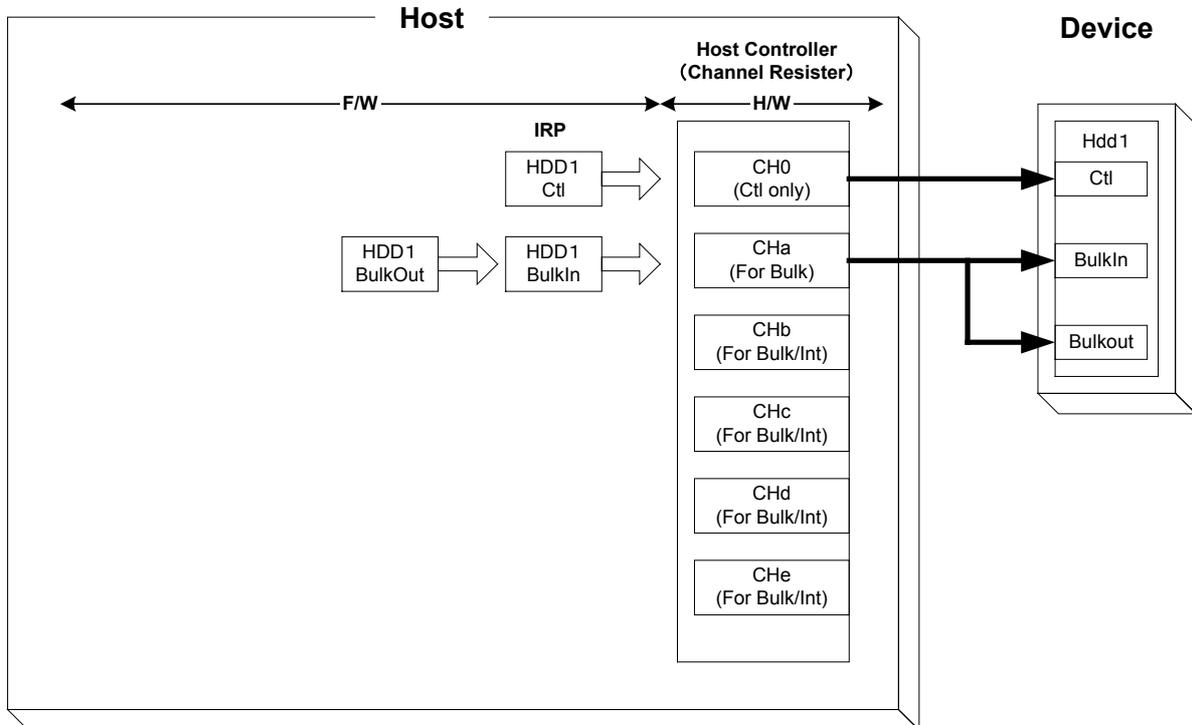 Host
Device
Host Controller
（Channel Resister）
F/W
H/W
IRP
HDD1
Ctl
CH0
(Ctl only)
Hdd1
Ctl
HDD1
BulkOut
HDD1
BulkIn
CHa
(For Bulk)
BulkIn
CHb
(For Bulk/Int)
Bulkout
CHc
(For Bulk/Int)
CHd
(For Bulk/Int)
CHe
(For Bulk/Int)